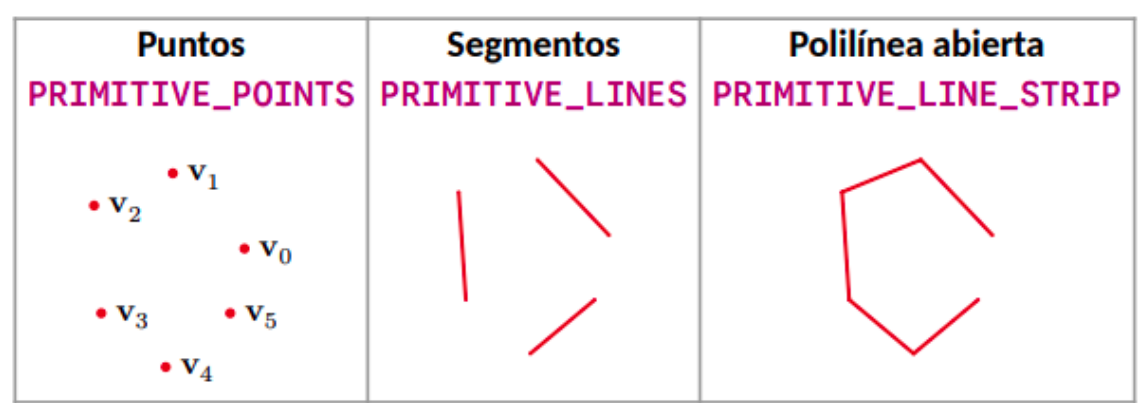 Puntos
PRIMITIVE_POINTS
v₁
v₂
v₀
v₃
v₅
v₄
Segmentos
PRIMITIVE_LINES
Polilínea abierta
PRIMITIVE_LINE_STRIP